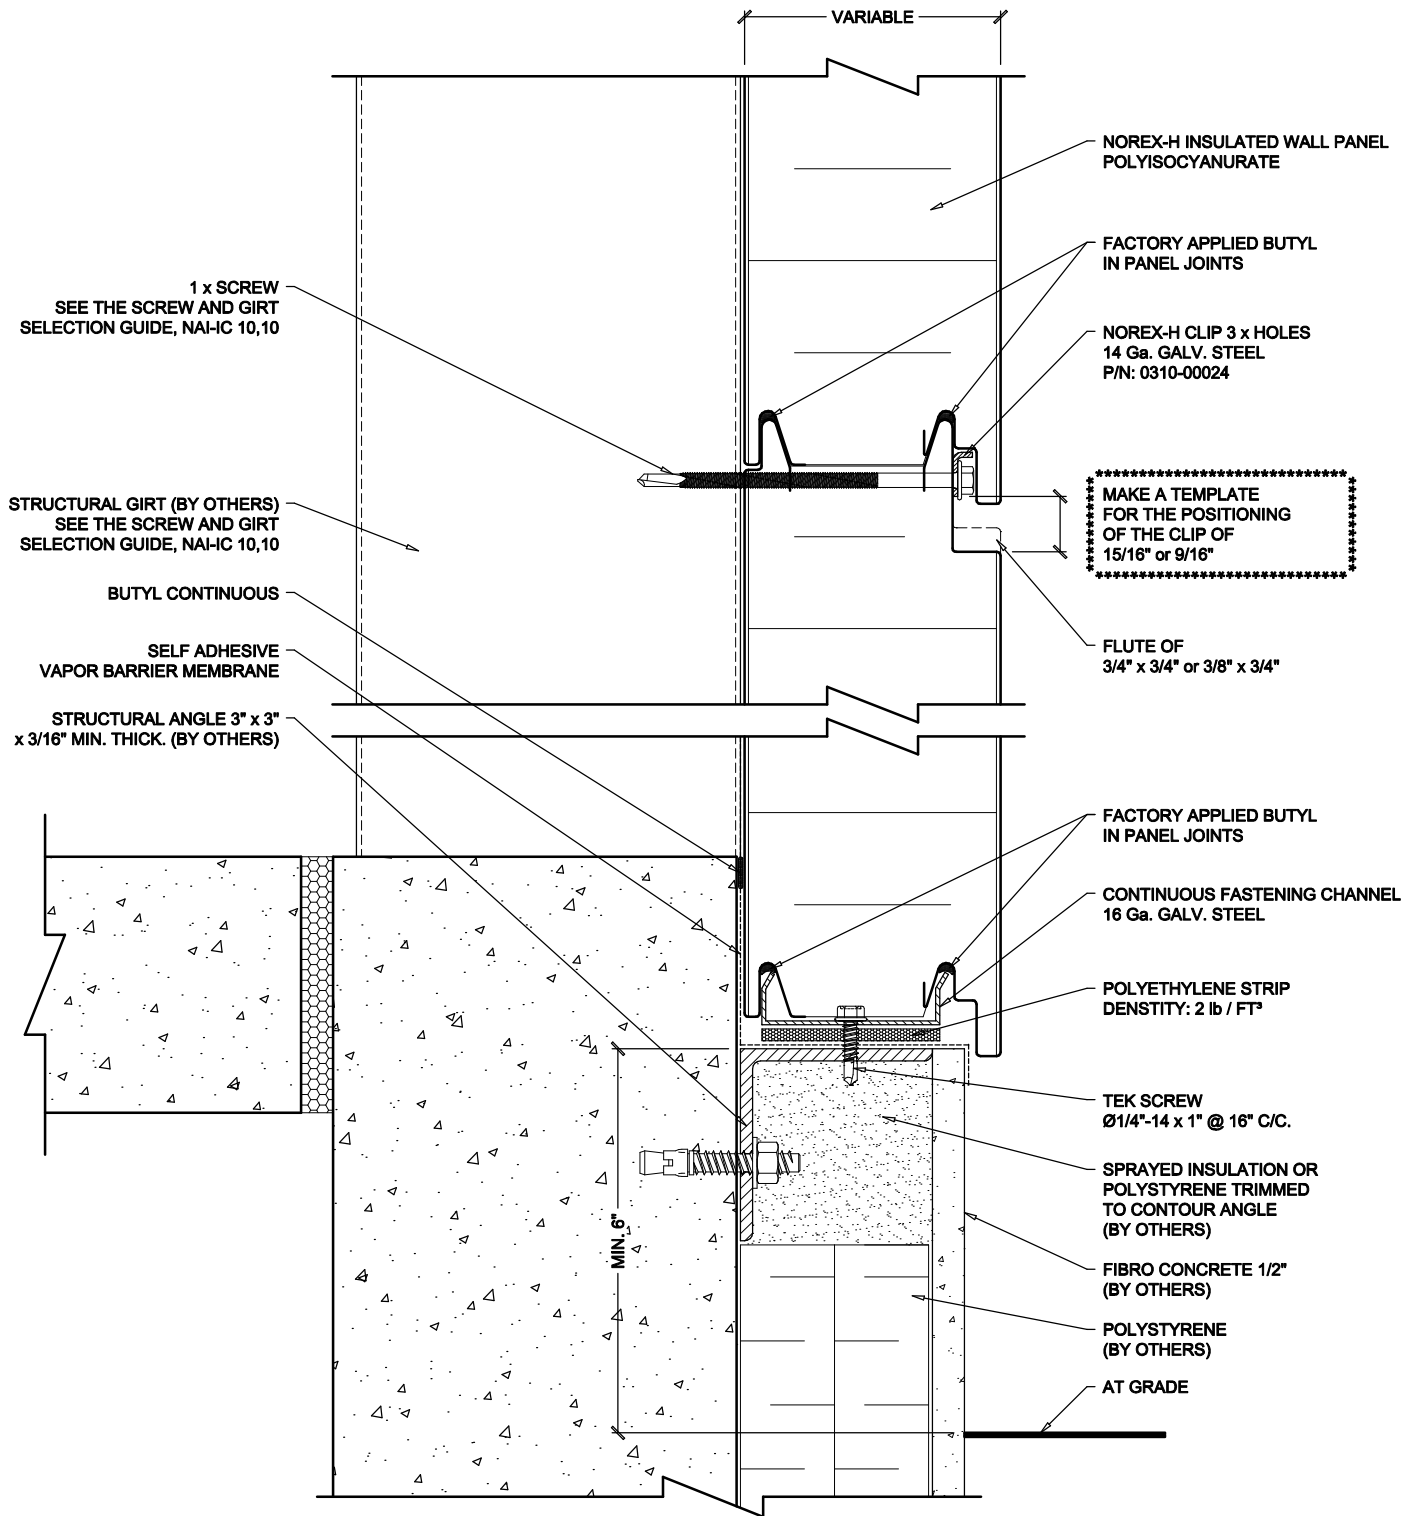 VARIABLE
NOREX-H INSULATED WALL PANEL
POLYISOCYANURATE
FACTORY APPLIED BUTYL
IN PANEL JOINTS
NOREX-H CLIP 3 x HOLES
14 Ga. GALV. STEEL
P/N: 0310-00024
MAKE A TEMPLATE
FOR THE POSITIONING
OF THE CLIP OF
15/16" or 9/16"
FLUTE OF
3/4" x 3/4" or 3/8" x 3/4"
1 x SCREW
SEE THE SCREW AND GIRT
SELECTION GUIDE, NAI-IC 10,10
STRUCTURAL GIRT (BY OTHERS)
SEE THE SCREW AND GIRT
SELECTION GUIDE, NAI-IC 10,10
BUTYL CONTINUOUS
SELF ADHESIVE
VAPOR BARRIER MEMBRANE
STRUCTURAL ANGLE 3" x 3"
x 3/16" MIN. THICK. (BY OTHERS)
FACTORY APPLIED BUTYL
IN PANEL JOINTS
CONTINUOUS FASTENING CHANNEL
16 Ga. GALV. STEEL
POLYETHYLENE STRIP
DENSTITY: 2 lb / FT³
TEK SCREW
Ø1/4"-14 x 1" @ 16" C/C.
SPRAYED INSULATION OR
POLYSTYRENE TRIMMED
TO CONTOUR ANGLE
(BY OTHERS)
FIBRO CONCRETE 1/2"
(BY OTHERS)
POLYSTYRENE
(BY OTHERS)
AT GRADE
MIN. 6"